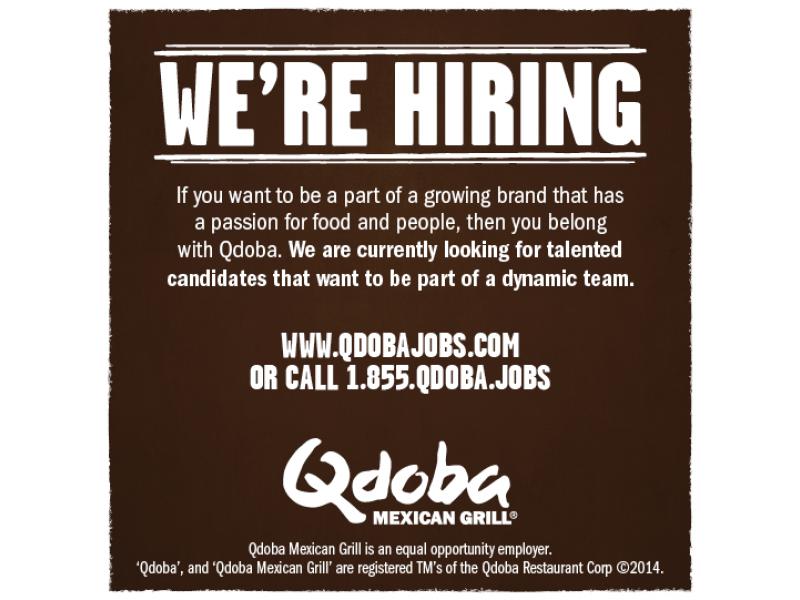 WE'RE HIRING
If you want to be a part of a growing brand that has
a passion for food and people, then you belong
with Qdoba. We are currently looking for talented
candidates that want to be part of a dynamic team.
WWW.QDOBAJOBS.COM
OR CALL 1.855.QDOBA.JOBS
Qdoba
MEXICAN GRILL®
Qdoba Mexican Grill is an equal opportunity employer.
'Qdoba', and 'Qdoba Mexican Grill' are registered TM's of the Qdoba Restaurant Corp ©2014.